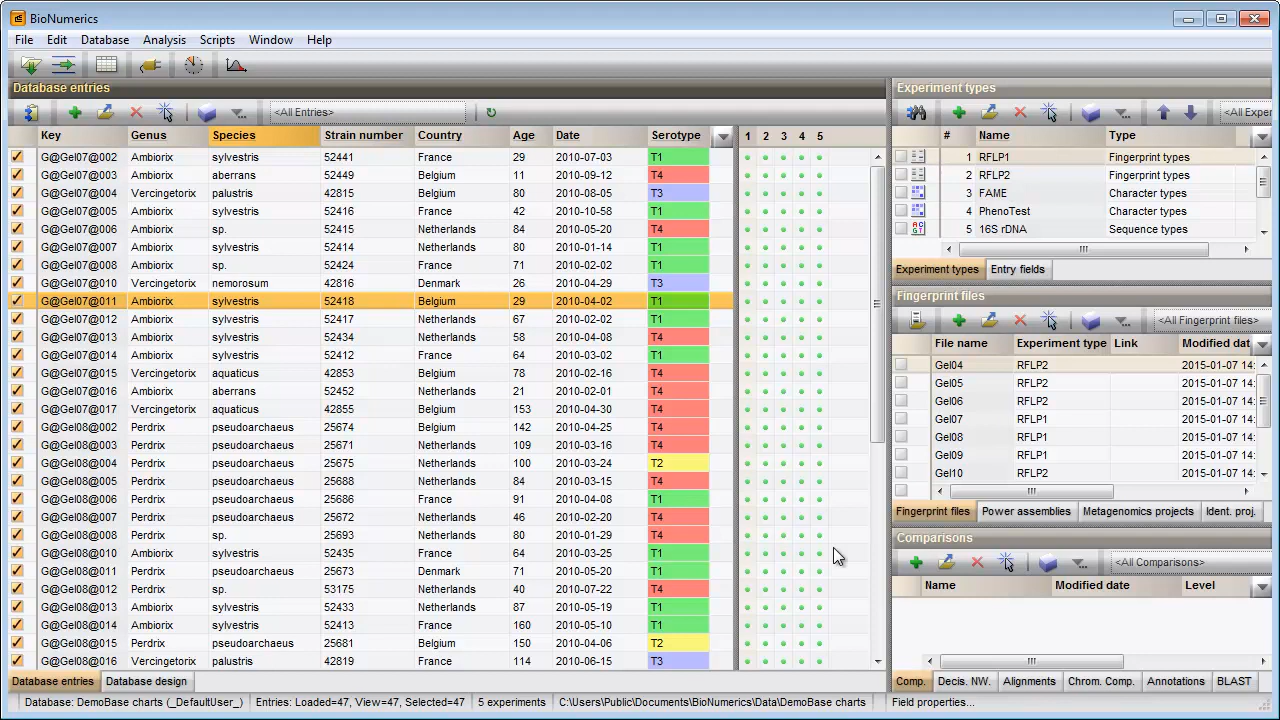 BioNumerics
File Edit Database Analysis Scripts Window Help
Database entries
<All Entries>
Key Genus Species Strain number Country Age Date Serotype 1 2 3 4 5
G@Gel07@002 Ambiorix sylvestris 52441 France 29 2010-07-03 T1
G@Gel07@003 Ambiorix aberrans 52449 Belgium 11 2010-09-12 T4
G@Gel07@004 Vercingetorix palustris 42815 Belgium 80 2010-08-05 T3
G@Gel07@005 Ambiorix sylvestris 52416 France 42 2010-10-58 T1
G@Gel07@006 Ambiorix sp. 52415 Netherlands 84 2010-05-20 T4
G@Gel07@007 Ambiorix sylvestris 52414 Netherlands 80 2010-01-14 T1
G@Gel07@008 Ambiorix sp. 52424 France 71 2010-02-02 T1
G@Gel07@010 Vercingetorix nemorosum 42816 Denmark 26 2010-04-29 T3
G@Gel07@011 Ambiorix sylvestris 52418 Belgium 29 2010-04-02 T1
G@Gel07@012 Ambiorix sylvestris 52417 Netherlands 67 2010-02-02 T1
G@Gel07@013 Ambiorix sylvestris 52434 Netherlands 58 2010-04-08 T4
G@Gel07@014 Ambiorix sylvestris 52412 France 64 2010-03-02 T1
G@Gel07@015 Vercingetorix aquaticus 42853 Belgium 78 2010-02-16 T4
G@Gel07@016 Ambiorix aberrans 52452 France 40 2010-02-01 T4
G@Gel07@017 Vercingetorix aquaticus 42855 Belgium 153 2010-04-30 T4
G@Gel08@002 Perdrix pseudoarchaeus 25674 Belgium 142 2010-04-25 T4
G@Gel08@003 Perdrix pseudoarchaeus 25671 Netherlands 109 2010-03-16 T4
G@Gel08@004 Perdrix pseudoarchaeus 25675 Netherlands 100 2010-03-24 T2
G@Gel08@005 Perdrix pseudoarchaeus 25688 Netherlands 84 2010-03-15 T4
G@Gel08@006 Perdrix pseudoarchaeus 25686 France 91 2010-04-08 T1
G@Gel08@007 Perdrix pseudoarchaeus 25672 Netherlands 46 2010-02-20 T4
G@Gel08@008 Perdrix sp. 25693 Netherlands 80 2010-01-29 T4
G@Gel08@010 Ambiorix sylvestris 52435 France 64 2010-03-25 T1
G@Gel08@011 Perdrix pseudoarchaeus 25673 Denmark 71 2010-05-20 T1
G@Gel08@012 Perdrix sp. 53175 Netherlands 40 2010-07-22 T4
G@Gel08@013 Ambiorix sylvestris 52433 Netherlands 87 2010-05-19 T1
G@Gel08@014 Ambiorix sylvestris 52413 France 160 2010-05-10 T1
G@Gel08@015 Perdrix pseudoarchaeus 25681 Belgium 150 2010-04-06 T2
G@Gel08@016 Vercingetorix palustris 42819 France 114 2010-06-15 T3
Database entries Database design
Experiment types
<All Exper
# Name Type
1 RFLP1 Fingerprint types
2 RFLP2 Fingerprint types
3 FAME Character types
4 PhenoTest Character types
5 16S rDNA Sequence types
Experiment types Entry fields
Fingerprint files
<All Fingerprint files>
File name Experiment type Link Modified dat
Gel04 RFLP2 2015-01-07 14:
Gel05 RFLP2 2015-01-07 14:
Gel06 RFLP2 2015-01-07 14:
Gel07 RFLP1 2015-01-07 14:
Gel08 RFLP1 2015-01-07 14:
Gel09 RFLP1 2015-01-07 14:
Gel10 RFLP2 2015-01-07 14:
Fingerprint files Power assemblies Metagenomics projects Ident. proj.
Comparisons
<All Comparisons>
Name Modified date Level
Comp. Decis. NW. Alignments Chrom. Comp. Annotations BLAST
Database: DemoBase charts (_DefaultUser_) Entries: Loaded=47, View=47, Selected=47 5 experiments C:\Users\Public\Documents\BioNumerics\Data\DemoBase charts Field properties...